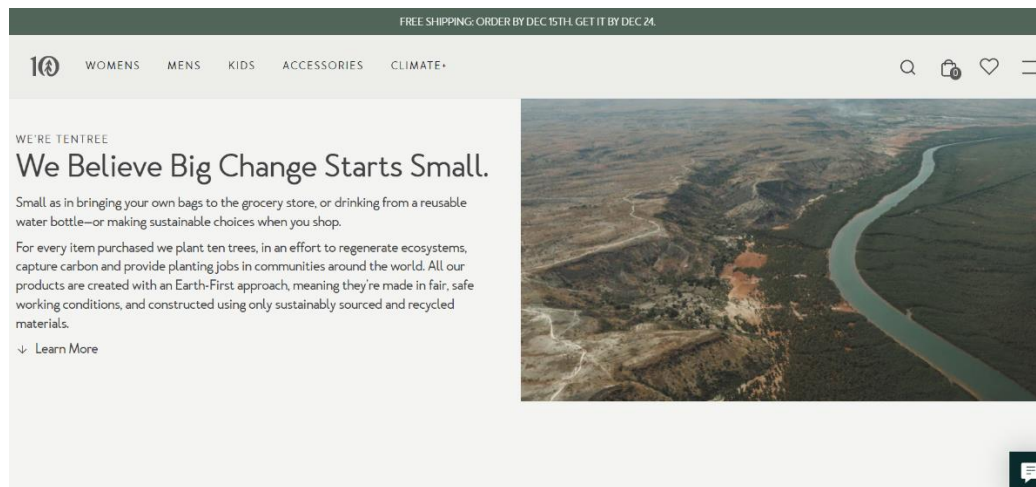 FREE SHIPPING: ORDER BY DEC 15TH. GET IT BY DEC 24.
10 WOMENS MENS KIDS ACCESSORIES CLIMATE+ 0
WE'RE TENTREE
We Believe Big Change Starts Small.
Small as in bringing your own bags to the grocery store, or drinking from a reusable
water bottle—or making sustainable choices when you shop.
For every item purchased we plant ten trees, in an effort to regenerate ecosystems,
capture carbon and provide planting jobs in communities around the world. All our
products are created with an Earth-First approach, meaning they're made in fair, safe
working conditions, and constructed using only sustainably sourced and recycled
materials.
↓ Learn More